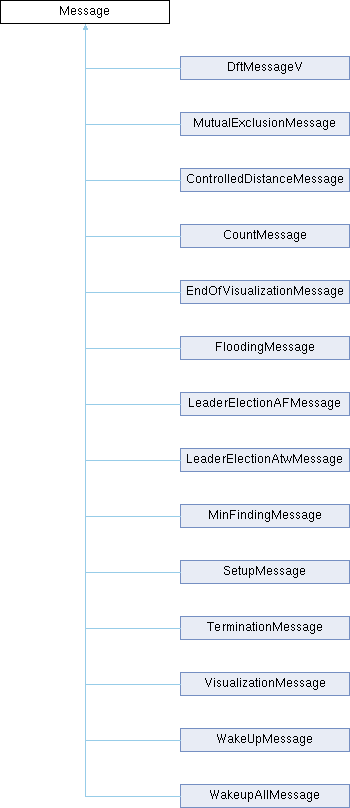 Message
DftMessageV
MutualExclusionMessage
ControlledDistanceMessage
CountMessage
EndOfVisualizationMessage
FloodingMessage
LeaderElectionAFMessage
LeaderElectionAtwMessage
MinFindingMessage
SetupMessage
TerminationMessage
VisualizationMessage
WakeUpMessage
WakeupAllMessage